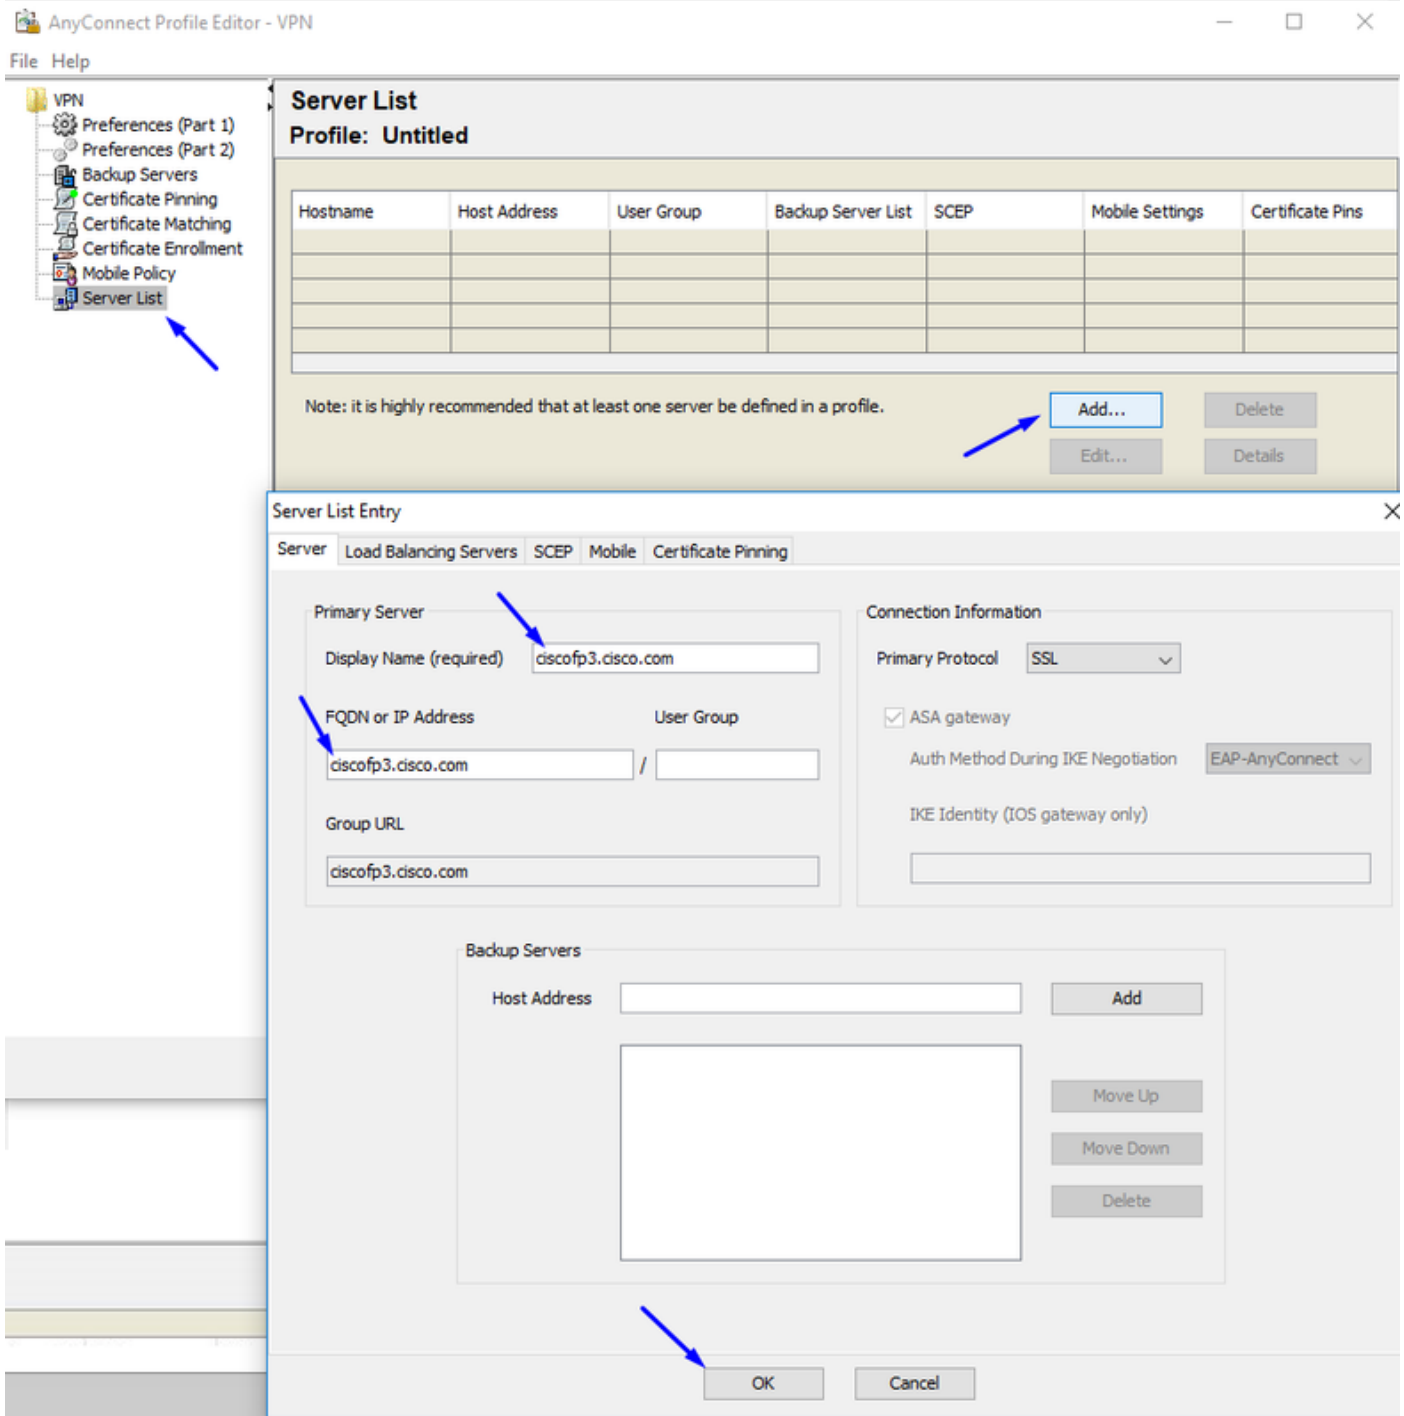 AnyConnect Profile Editor - VPN
File Help
VPN
Preferences (Part 1)
Preferences (Part 2)
Backup Servers
Certificate Pinning
Certificate Matching
Certificate Enrollment
Mobile Policy
Server List
Server List
Profile: Untitled
Hostname Host Address User Group Backup Server List SCEP Mobile Settings Certificate Pins
Note: it is highly recommended that at least one server be defined in a profile.
Add... Delete
Edit... Details
Server List Entry
Server Load Balancing Servers SCEP Mobile Certificate Pinning
Primary Server
Display Name (required) ciscofp3.cisco.com
FQDN or IP Address User Group
ciscofp3.cisco.com /
Group URL
ciscofp3.cisco.com
Connection Information
Primary Protocol SSL
ASA gateway
Auth Method During IKE Negotiation EAP-AnyConnect
IKE Identity (IOS gateway only)
Backup Servers
Host Address Add
Move Up
Move Down
Delete
OK Cancel